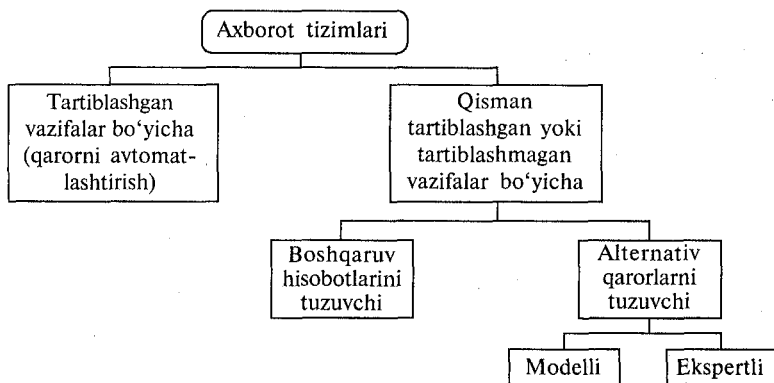 Axborot tizimlari
Tartiblashgan
vazifalar bo‘yicha
(qarorni avtomat-
lashtirish)
Qisman
tartiblashgan yoki
tartiblashmagan
vazifalar bo‘yicha
Boshqaruv
hisobotlarini
tuzuvchi
Alternativ
qarorlarni
tuzuvchi
Modelli
Ekspertli